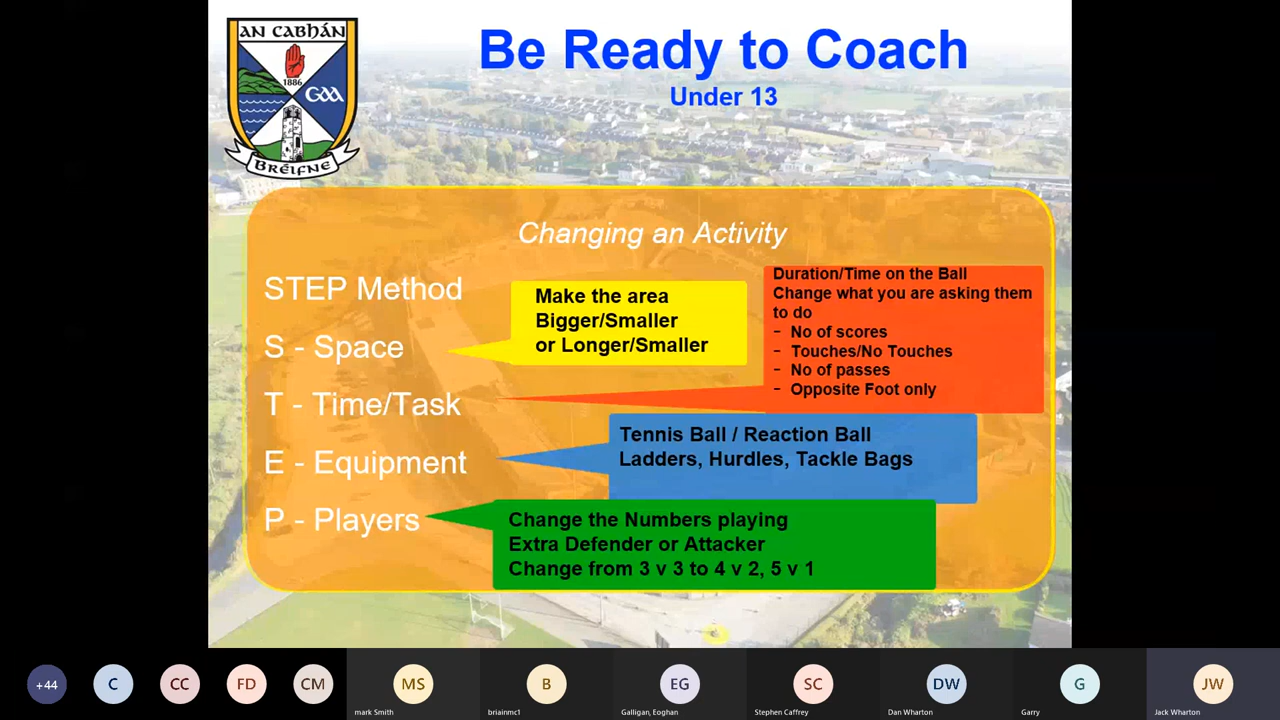 AN CABHÁN
1886
GAA
BRÉIFNE
Be Ready to Coach
Under 13
Changing an Activity
STEP Method
S - Space
T - Time/Task
E - Equipment
P - Players
Make the area
Bigger/Smaller
or Longer/Smaller
Duration/Time on the Ball
Change what you are asking them
to do
- No of scores
- Touches/No Touches
- No of passes
- Opposite Foot only
Tennis Ball / Reaction Ball
Ladders, Hurdles, Tackle Bags
Change the Numbers playing
Extra Defender or Attacker
Change from 3 v 3 to 4 v 2, 5 v 1
+44
C
CC
FD
CM
MS
mark Smith
B
briainmc1
EG
Galligan, Eoghan
SC
Stephen Caffrey
DW
Dan Wharton
G
Garry
JW
Jack Wharton